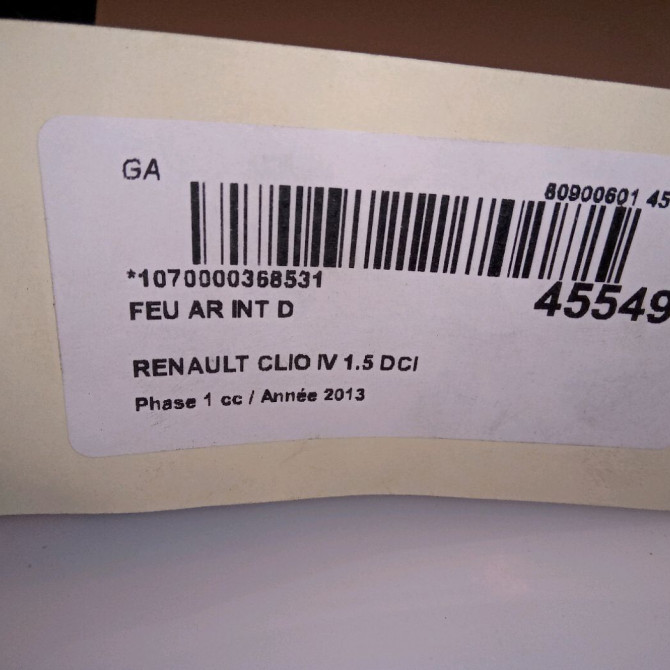 GA
80900601 45
*1070000368531
45549
FEU AR INT D
RENAULT CLIO IV 1.5 DCI
Phase 1 cc / Année 2013